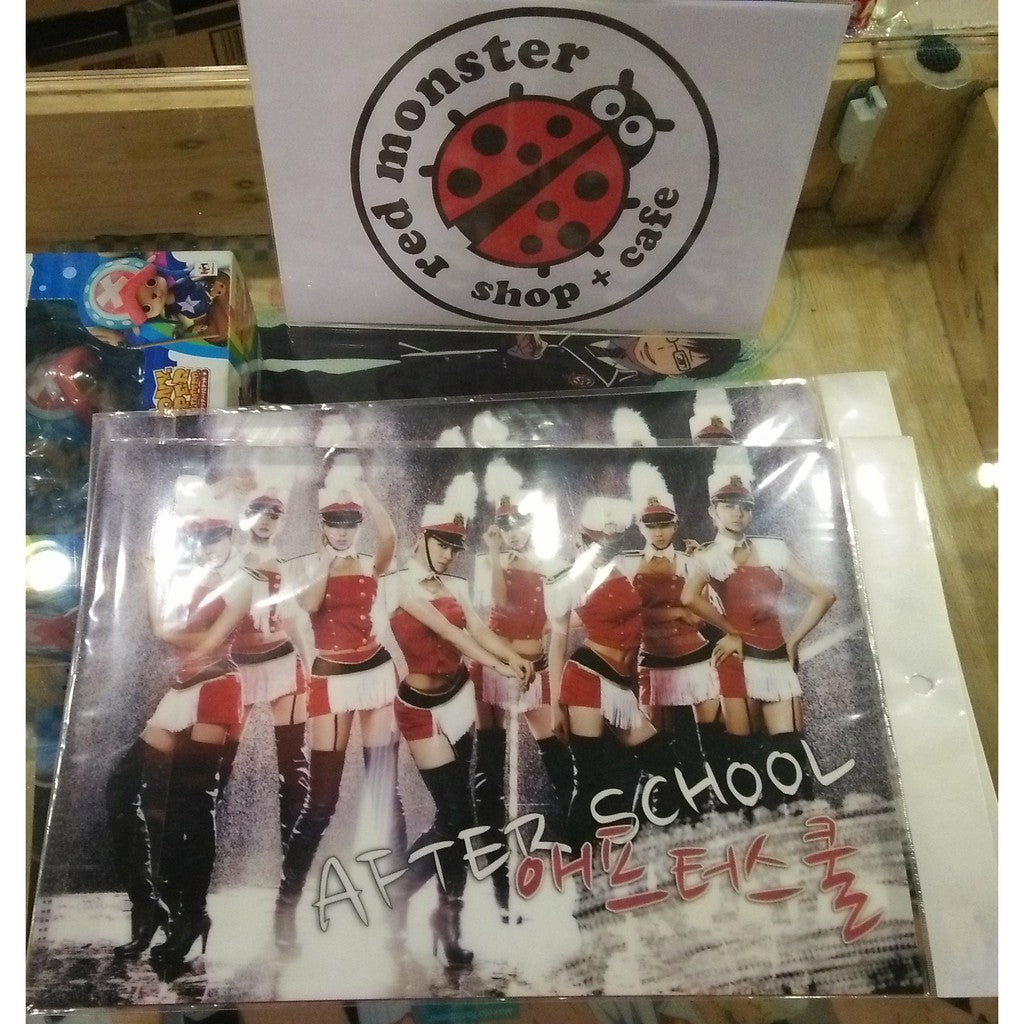 red monster
shop + cafe
AFTER SCHOOL
애프터스쿨